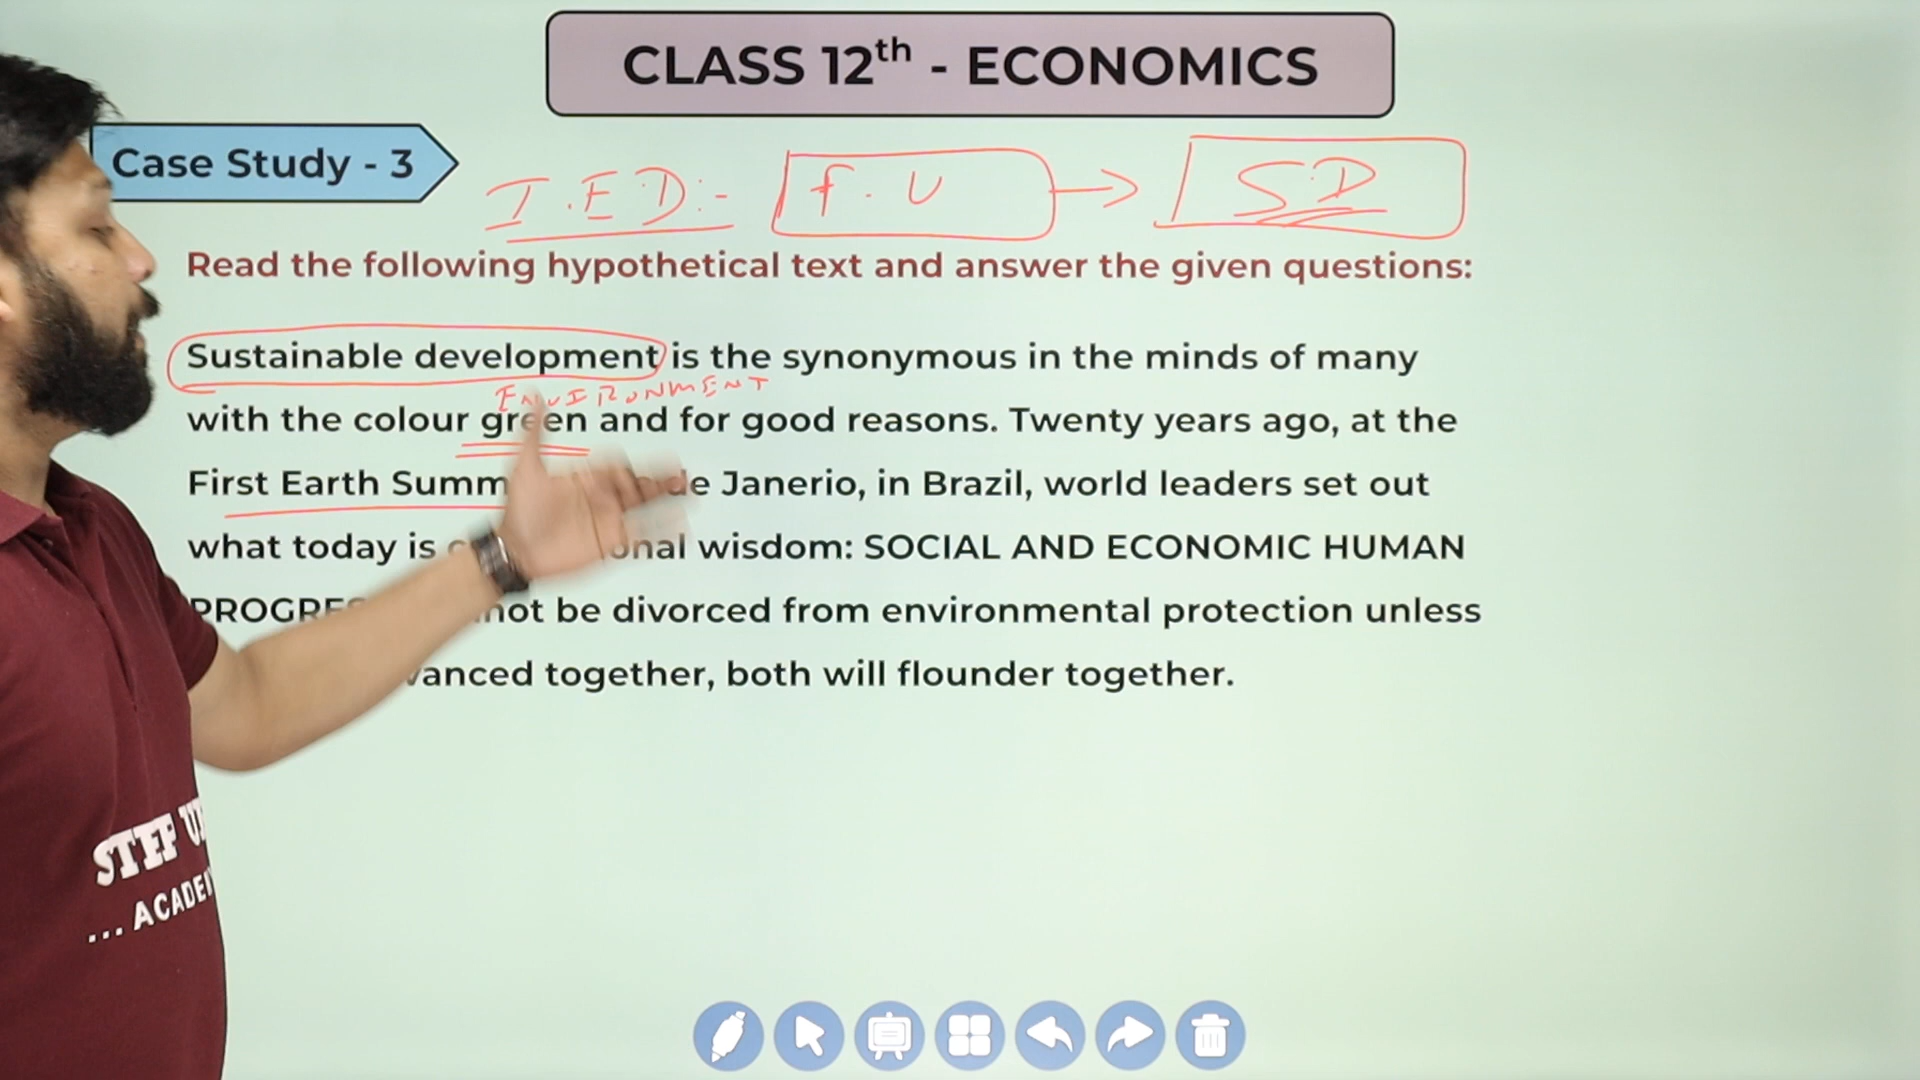 CLASS 12th - ECONOMICS
Case Study - 3
I.E.D:- F.U → S.D
Read the following hypothetical text and answer the given questions:
Sustainable development is the synonymous in the minds of many
ENVIRONMENT
with the colour green and for good reasons. Twenty years ago, at the
First Earth Summ de Janerio, in Brazil, world leaders set out
what today is onal wisdom: SOCIAL AND ECONOMIC HUMAN
PROGRES not be divorced from environmental protection unless
vanced together, both will flounder together.
STEP UP
... ACADE